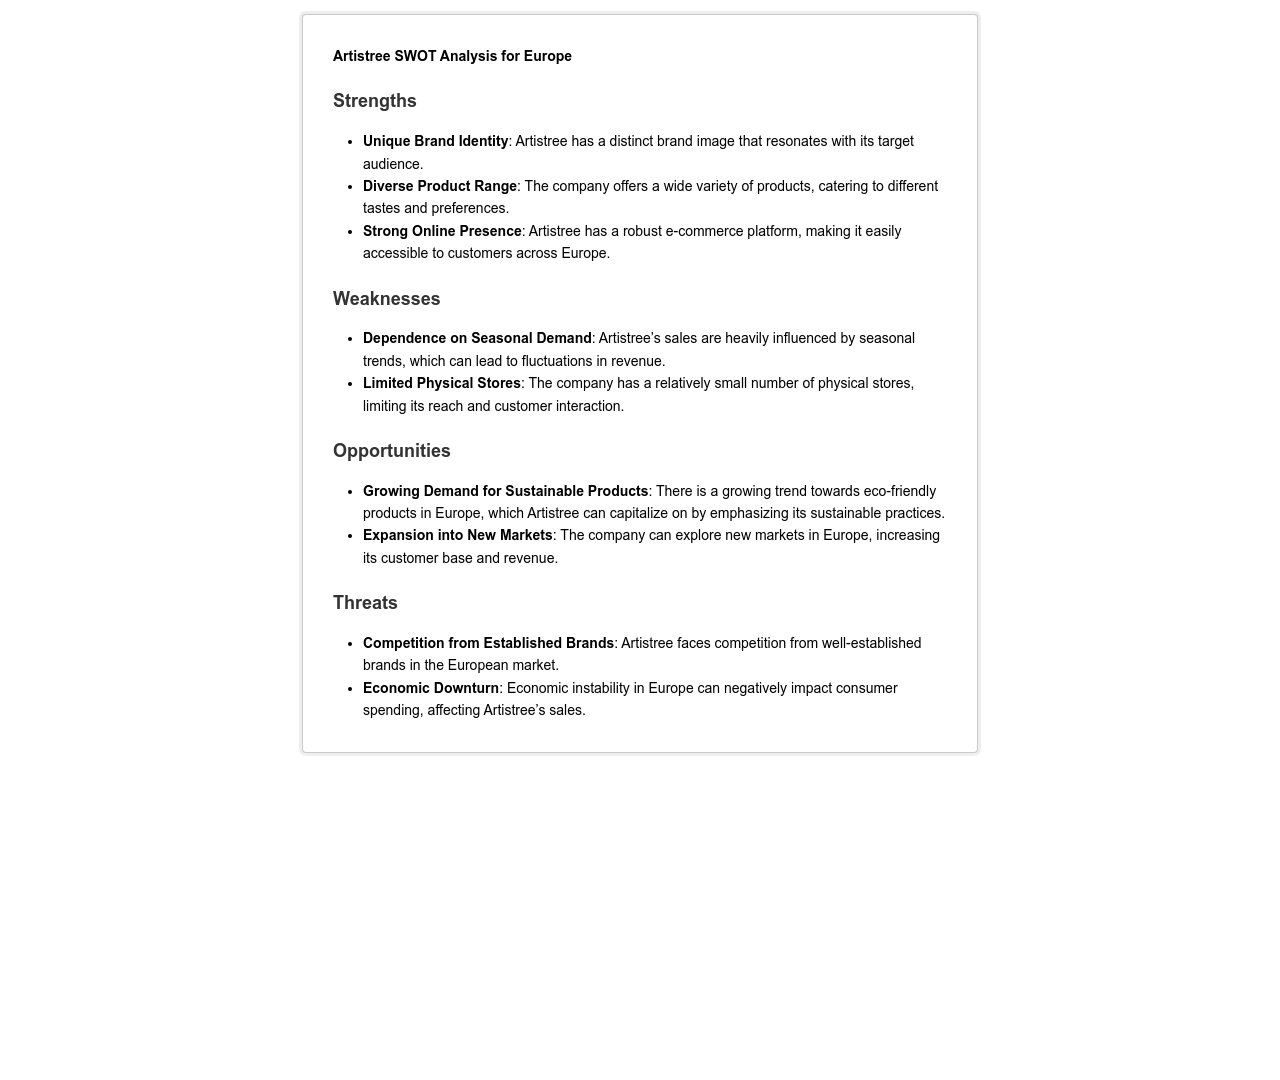 Artistree SWOT Analysis for Europe
Strengths
• Unique Brand Identity: Artistree has a distinct brand image that resonates with its target
audience.
• Diverse Product Range: The company offers a wide variety of products, catering to different
tastes and preferences.
• Strong Online Presence: Artistree has a robust e-commerce platform, making it easily
accessible to customers across Europe.
Weaknesses
• Dependence on Seasonal Demand: Artistree’s sales are heavily influenced by seasonal
trends, which can lead to fluctuations in revenue.
• Limited Physical Stores: The company has a relatively small number of physical stores,
limiting its reach and customer interaction.
Opportunities
• Growing Demand for Sustainable Products: There is a growing trend towards eco-friendly
products in Europe, which Artistree can capitalize on by emphasizing its sustainable practices.
• Expansion into New Markets: The company can explore new markets in Europe, increasing
its customer base and revenue.
Threats
• Competition from Established Brands: Artistree faces competition from well-established
brands in the European market.
• Economic Downturn: Economic instability in Europe can negatively impact consumer
spending, affecting Artistree’s sales.